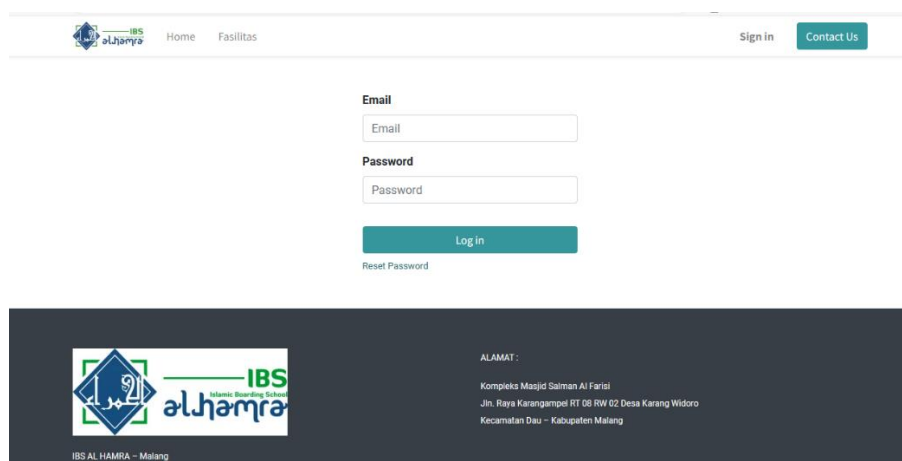 IBS
alhamra
Home
Fasilitas
Sign in
Contact Us
Email
Email
Password
Password
Log in
Reset Password
IBS
Islamic Boarding School
alhamra
IBS AL HAMRA – Malang
ALAMAT :
Kompleks Masjid Salman Al Farisi
Jln. Raya Karangampel RT 08 RW 02 Desa Karang Widoro
Kecamatan Dau – Kabupaten Malang